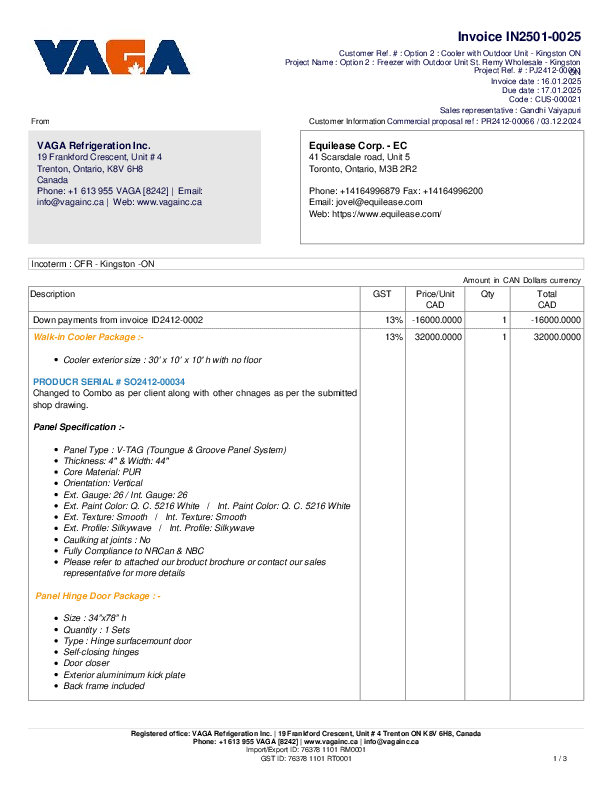 VAGA
Invoice IN2501-0025
Customer Ref. # : Option 2 : Cooler with Outdoor Unit - Kingston ON
Project Name : Option 2 : Freezer with Outdoor Unit St. Remy Wholesale - Kingston
ON
Project Ref. # : PJ2412-
Invoice date : 16.01.2025
Due date : 17.01.2025
Code : CUS-000021
Sales representative : Gandhi Vaiyapuri
From
Customer Information Commercial proposal ref : PR2412-00066 / 03.12.2024
VAGA Refrigeration Inc.
19 Frankford Crescent, Unit # 4
Trenton, Ontario, K8V 6H8
Canada
Phone: +1 613 955 VAGA [8242] | Email:
info@vagainc.ca | Web: www.vagainc.ca
Equilease Corp. - EC
41 Scarsdale road, Unit 5
Toronto, Ontario, M3B 2R2
Phone: +14164996879 Fax: +14164996200
Email: jovel@equilease.com
Web: https://www.equilease.com/
Incoterm : CFR - Kingston -ON
Amount in CAN Dollars currency
Description GST Price/Unit CAD Qty Total CAD
Down payments from invoice ID2412-0002 13% -16000.0000 1 -16000.0000
Walk-in Cooler Package :- 13% 32000.0000 1 32000.0000
• Cooler exterior size : 30' x 10' x 10' h with no floor
PRODUCR SERIAL # SO2412-00034
Changed to Combo as per client along with other chnages as per the submitted
shop drawing.
Panel Specification :-
• Panel Type : V-TAG (Toungue & Groove Panel System)
• Thickness: 4" & Width: 44"
• Core Material: PUR
• Orientation: Vertical
• Ext. Gauge: 26 / Int. Gauge: 26
• Ext. Paint Color: Q. C. 5216 White / Int. Paint Color: Q. C. 5216 White
• Ext. Texture: Smooth / Int. Texture: Smooth
• Ext. Profile: Silkywave / Int. Profile: Silkywave
• Caulking at joints : No
• Fully Compliance to NRCan & NBC
• Please refer to attached our bcoduct brochure or contact our sales
representative for more details
Panel Hinge Door Package : -
• Size : 34"x78" h
• Quantity : 1 Sets
• Type : Hinge surfacemount door
• Self-closing hinges
• Door closer
• Exterior aluminimum kick plate
• Back frame included
Registered office: VAGA Refrigeration Inc. | 19 Frankford Crescent, Unit # 4 Trenton ON K8V 6H8, Canada
Phone: +1 613 955 VAGA [8242] | www.vagainc.ca | info@vagainc.ca
Import/Export ID: 76378 1101 RM0001
GST ID: 76378 1101 RT0001
1 / 3